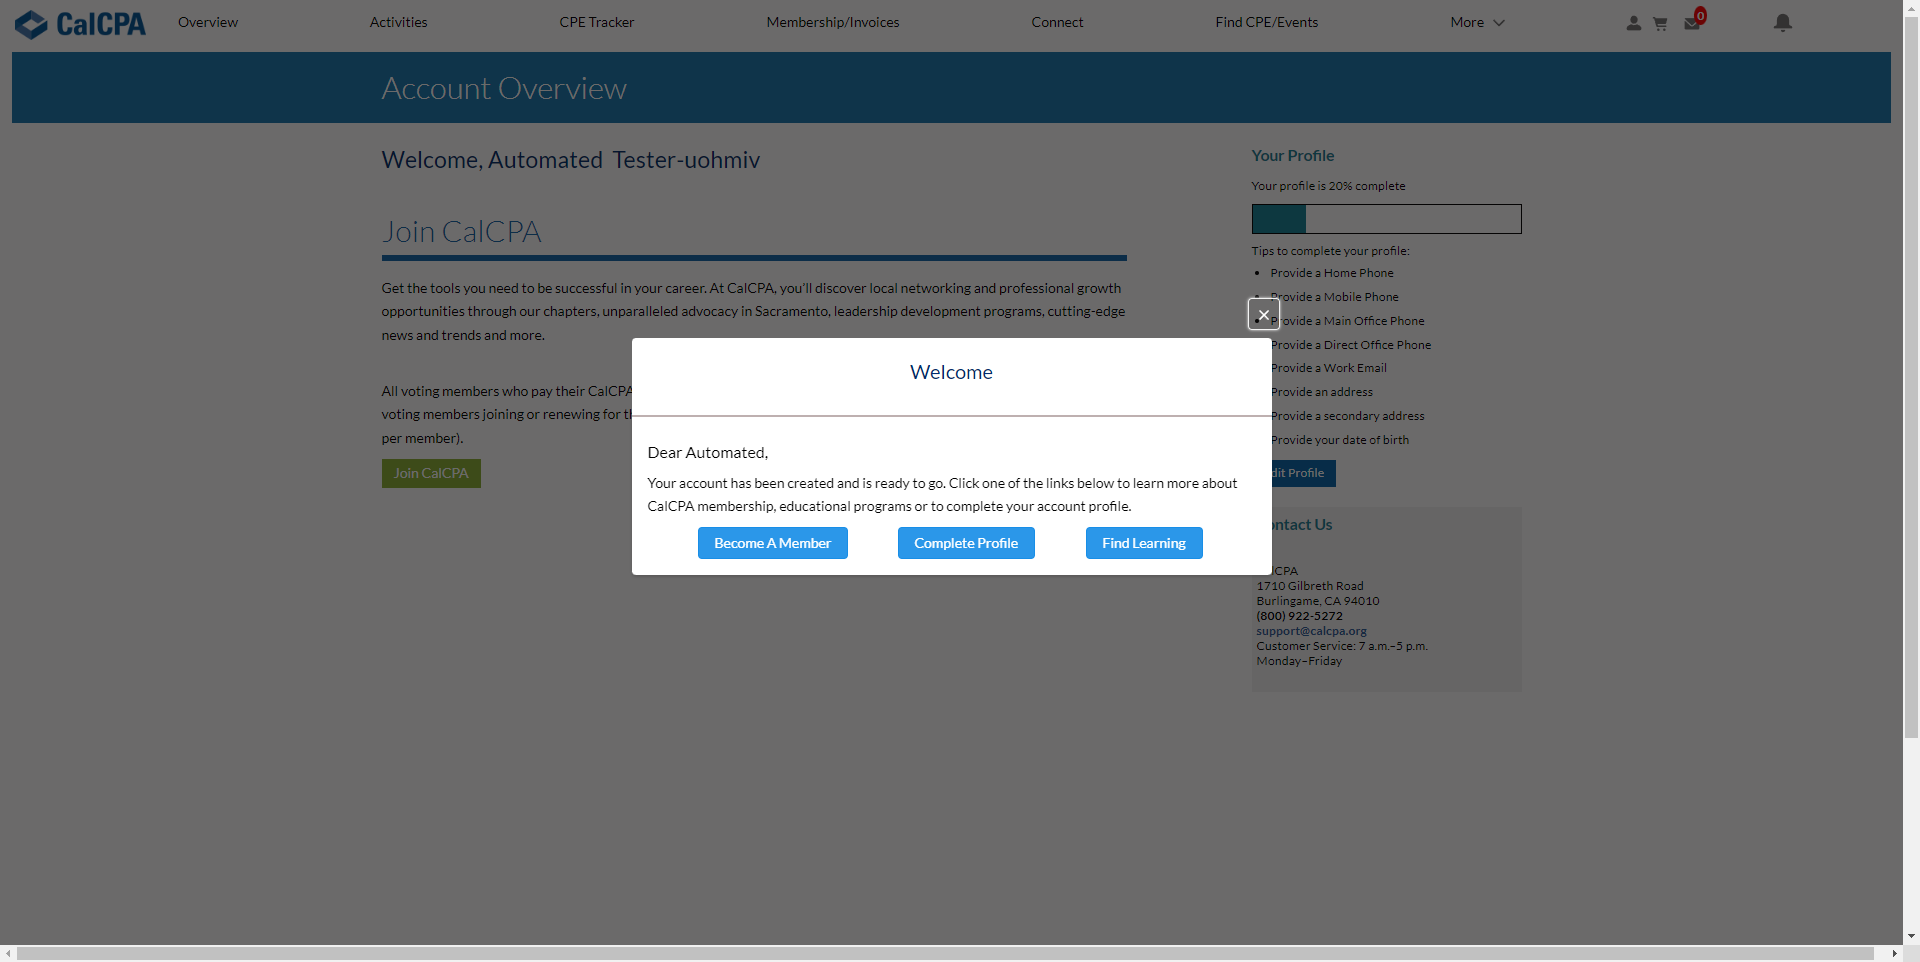 CalCPA
Overview
Activities
CPE Tracker
Membership/Invoices
Connect
Find CPE/Events
More
0
Account Overview
Welcome, Automated Tester-uohmiv
Join CalCPA
Get the tools you need to be successful in your career. At CalCPA, you'll discover local networking and professional growth
opportunities through our chapters, unparalleled advocacy in Sacramento, leadership development programs, cutting-edge
news and trends and more.
All voting members who pay their CalCPA
voting members joining or renewing for
per member).
Join CalCPA
Your Profile
Your profile is 20% complete
Tips to complete your profile:
Provide a Home Phone
Provide a Mobile Phone
Provide a Main Office Phone
Provide a Direct Office Phone
Provide a Work Email
Provide an address
Provide a secondary address
Provide your date of birth
dit Profile
ntact Us
CPA
1710 Gilbreth Road
Burlingame, CA 94010
(800) 922-5272
support@calcpa.org
Customer Service: 7 a.m.–5 p.m.
Monday–Friday
Welcome
Dear Automated,
Your account has been created and is ready to go. Click one of the links below to learn more about
CalCPA membership, educational programs or to complete your account profile.
Become A Member
Complete Profile
Find Learning